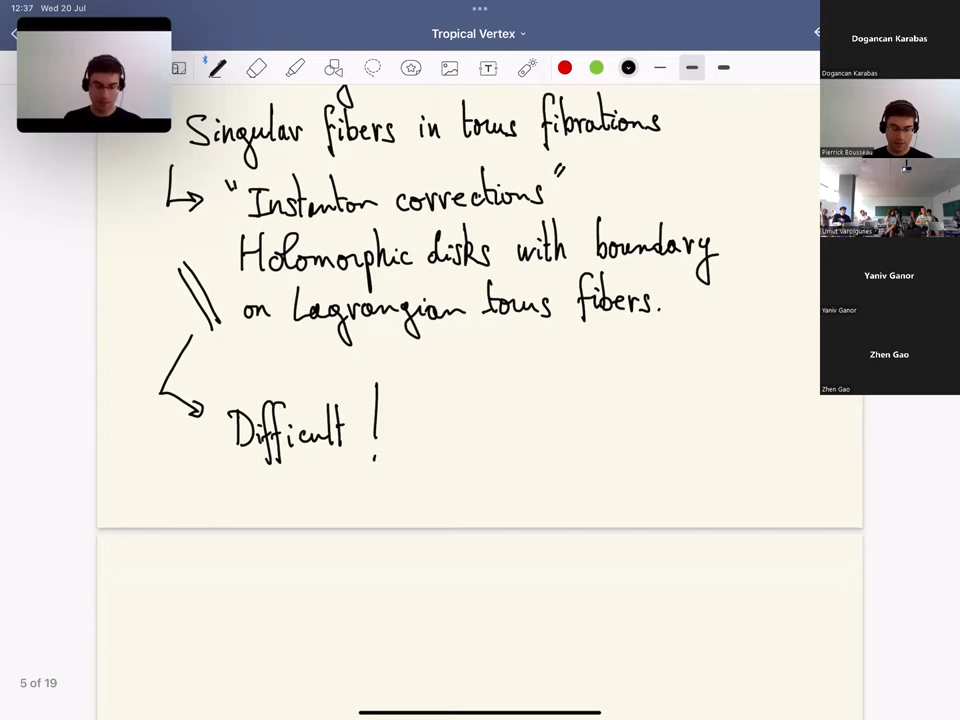 12:37 Wed 20 Jul
Tropical Vertex
Singular fibers in torus fibrations
"Instanton corrections"
Holomorphic disks with boundary
on Lagrangian torus fibers.
Difficult !
5 of 19
Dogancan Karabas
Dogancan Karabas
Pierrick Bousseau
Umut Varolgunes
Yaniv Ganor
Yaniv Ganor
Zhen Gao
Zhen Gao